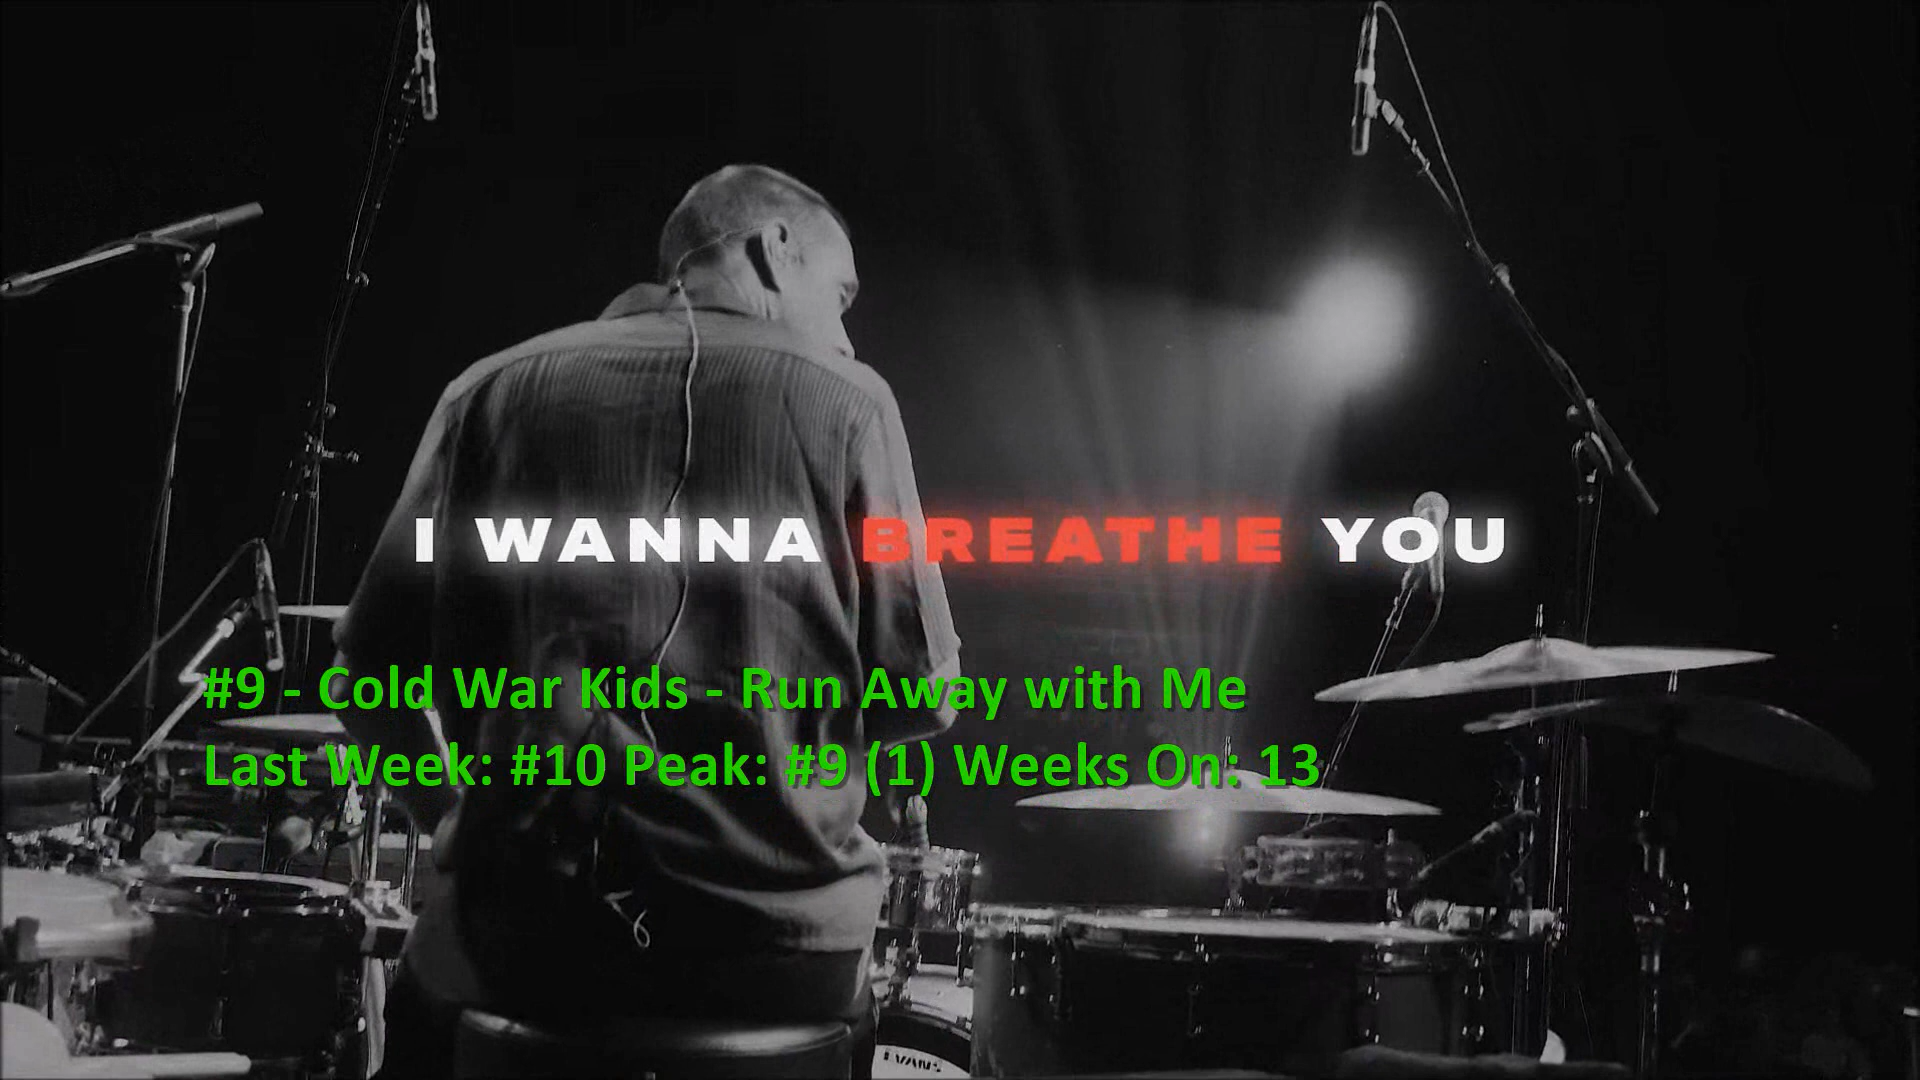 I WANNA BREATHE YOU
#9 - Cold War Kids - Run Away with Me
Last Week: #10 Peak: #9 (1) Weeks On: 13
EVANS